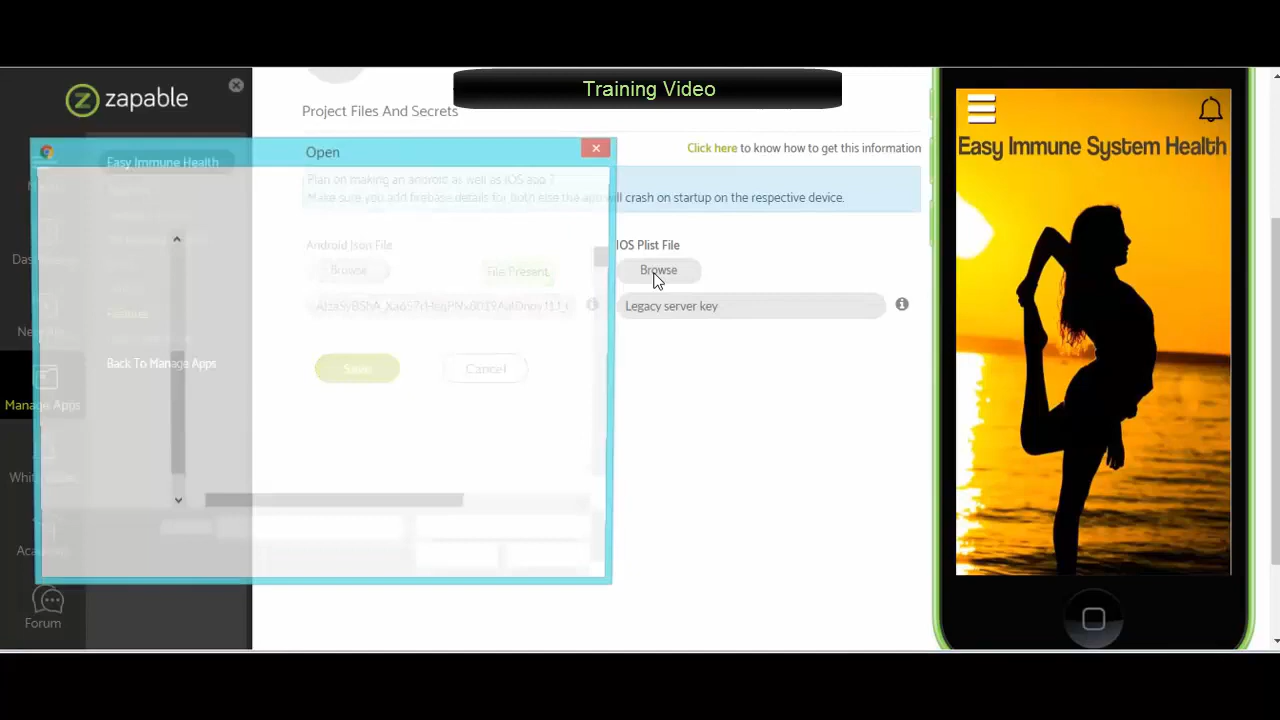 Training Video
zapable
Project Files And Secrets
Easy Immune Health
Open
Click here to know how to get this information
Plan on making an android as well as iOS app ?
Make sure you add firebase details for both else the app will crash on startup on the respective device.
Android Json File
IOS Plist File
Browse
File Present
Browse
Legacy server key
Features
Back To Manage Apps
Save
Cancel
Manage Apps
Forum
Easy Immune System Health